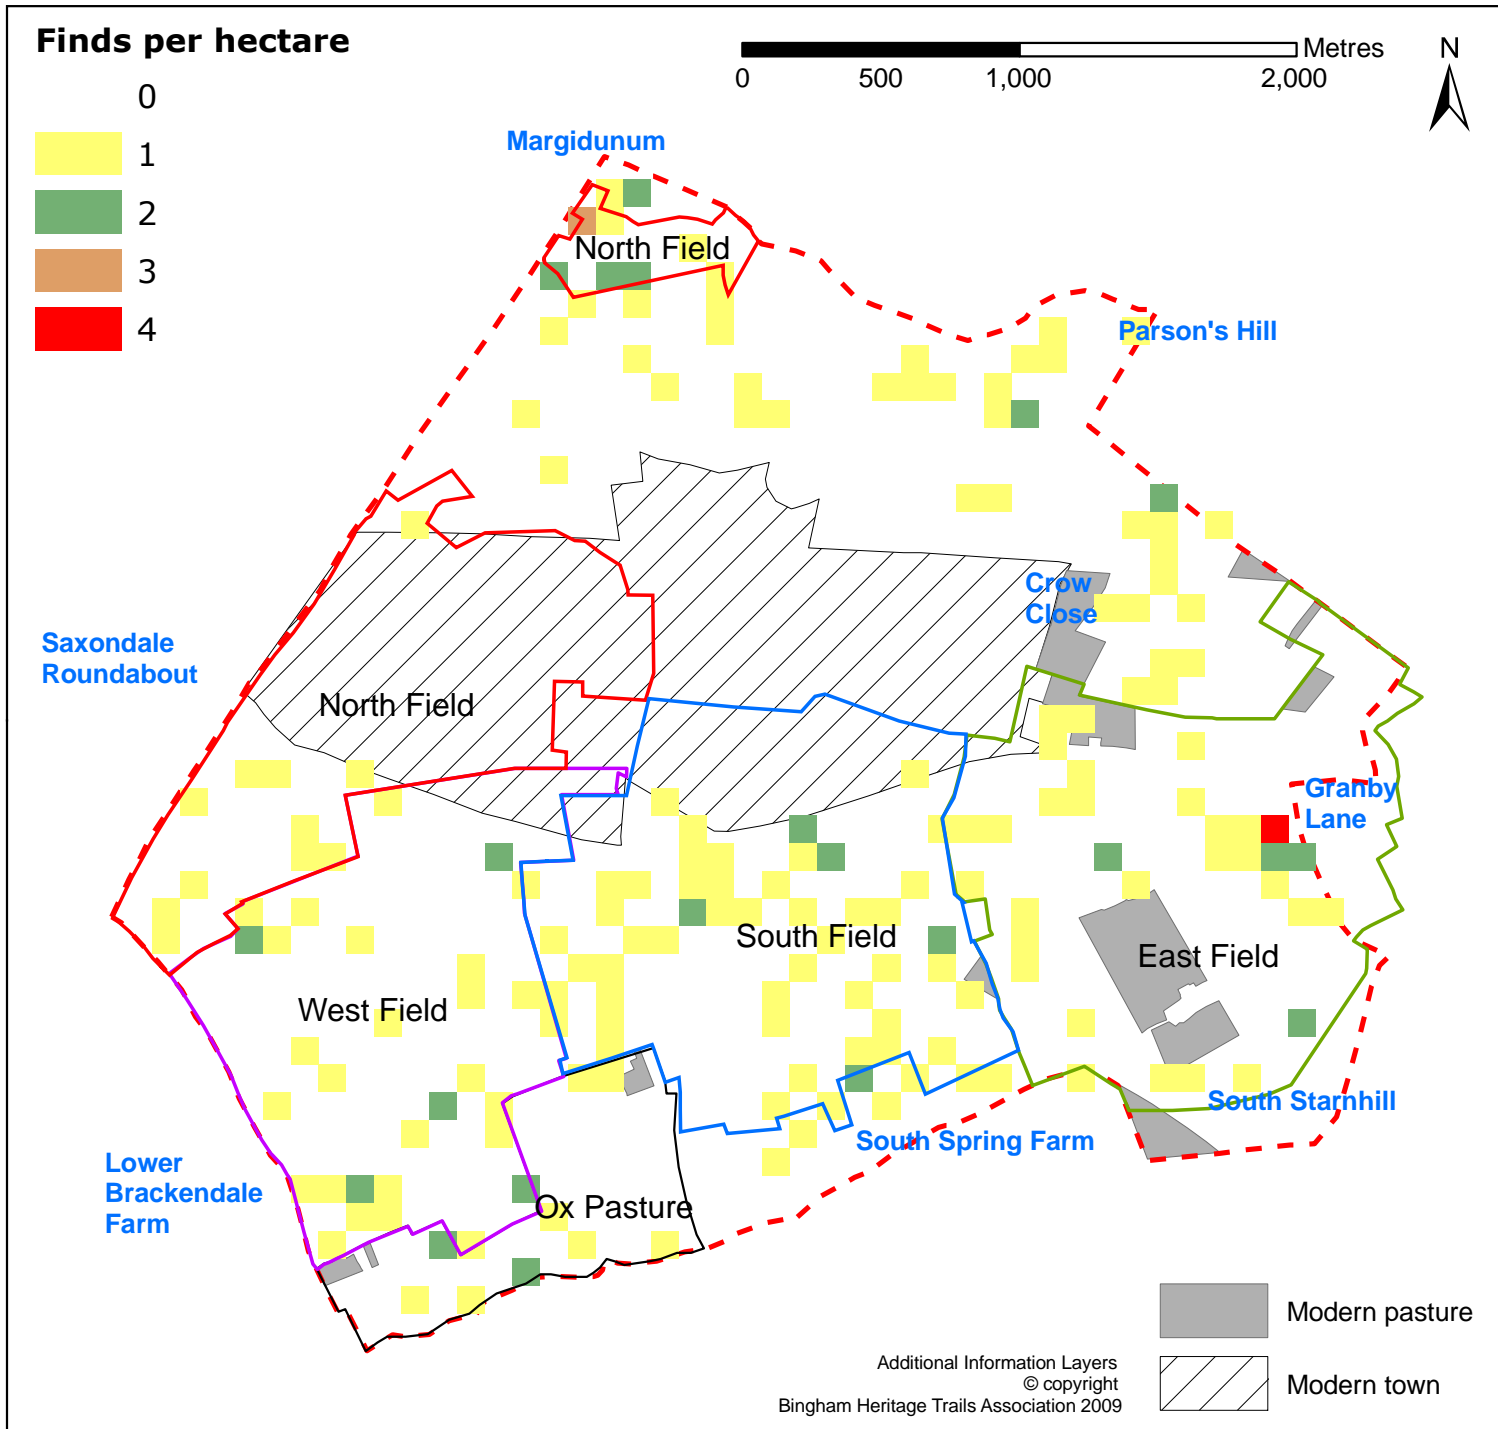 Finds per hectare
0
1
2
3
4
Metres
0 500 1,000 2,000
N
Margidunum
North Field
Parson's Hill
Crow
Close
Saxondale
Roundabout
North Field
Granby
Lane
South Field
East Field
West Field
South Starnhill
South Spring Farm
Lower
Brackendale
Farm
Ox Pasture
Modern pasture
Modern town
Additional Information Layers
© copyright
Bingham Heritage Trails Association 2009